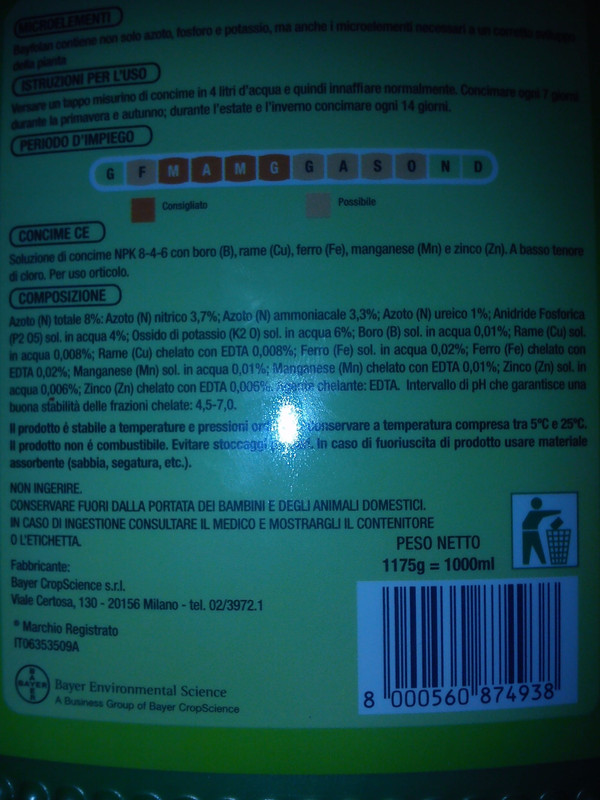 MICROELEMENTI
Bayfolan contiene non solo azoto, fosforo e potassio, ma anche i microelementi necessari a un corretto sviluppo
della pianta
ISTRUZIONI PER L'USO
Versare un tappo misurino di concime in 4 litri d'acqua e quindi innaffiare normalmente. Concimare ogni 7 giorni
durante la primavera e autunno; durante l'estate e l'inverno concimare ogni 14 giorni.
PERIODO D'IMPIEGO
G F M A M G G A S O N D
Consigliato Possibile
CONCIME CE
Soluzione di concime NPK 8-4-6 con boro (B), rame (Cu), ferro (Fe), manganese (Mn) e zinco (Zn). A basso tenore
di cloro. Per uso orticolo.
COMPOSIZIONE
Azoto (N) totale 8%: Azoto (N) nitrico 3,7%; Azoto (N) ammoniacale 3,3%; Azoto (N) ureico 1%; Anidride Fosforica
(P2 O5) sol. in acqua 4%; Ossido di potassio (K2 O) sol. in acqua 6%; Boro (B) sol. in acqua 0,01%; Rame (Cu) sol.
in acqua 0,008%; Rame (Cu) chelato con EDTA 0,008%; Ferro (Fe) sol. in acqua 0,02%; Ferro (Fe) chelato con
EDTA 0,02%; Manganese (Mn) sol. in acqua 0,01%; Manganese (Mn) chelato con EDTA 0,01%; Zinco (Zn) sol. in
acqua 0,006%; Zinco (Zn) chelato con EDTA 0,006%. Agente chelante: EDTA. Intervallo di pH che garantisce una
buona stabilità delle frazioni chelate: 4,5-7,0.
Il prodotto é stabile a temperature e pressioni Conservare a temperatura compresa tra 5°C e 25°C.
Il prodotto non é combustibile. Evitare stoccaggi In caso di fuoriuscita di prodotto usare materiale
assorbente (sabbia, segatura, etc.).
NON INGERIRE.
CONSERVARE FUORI DALLA PORTATA DEI BAMBINI E DEGLI ANIMALI DOMESTICI.
IN CASO DI INGESTIONE CONSULTARE IL MEDICO E MOSTRARGLI IL CONTENITORE
O L'ETICHETTA.
PESO NETTO
1175g = 1000ml
Fabbricante:
Bayer CropScience s.r.l.
Viale Certosa, 130 - 20156 Milano - tel. 02/3972.1
* Marchio Registrato
IT06353509A
BAYER
Bayer Environmental Science
A Business Group of Bayer CropScience
8 000560 874938